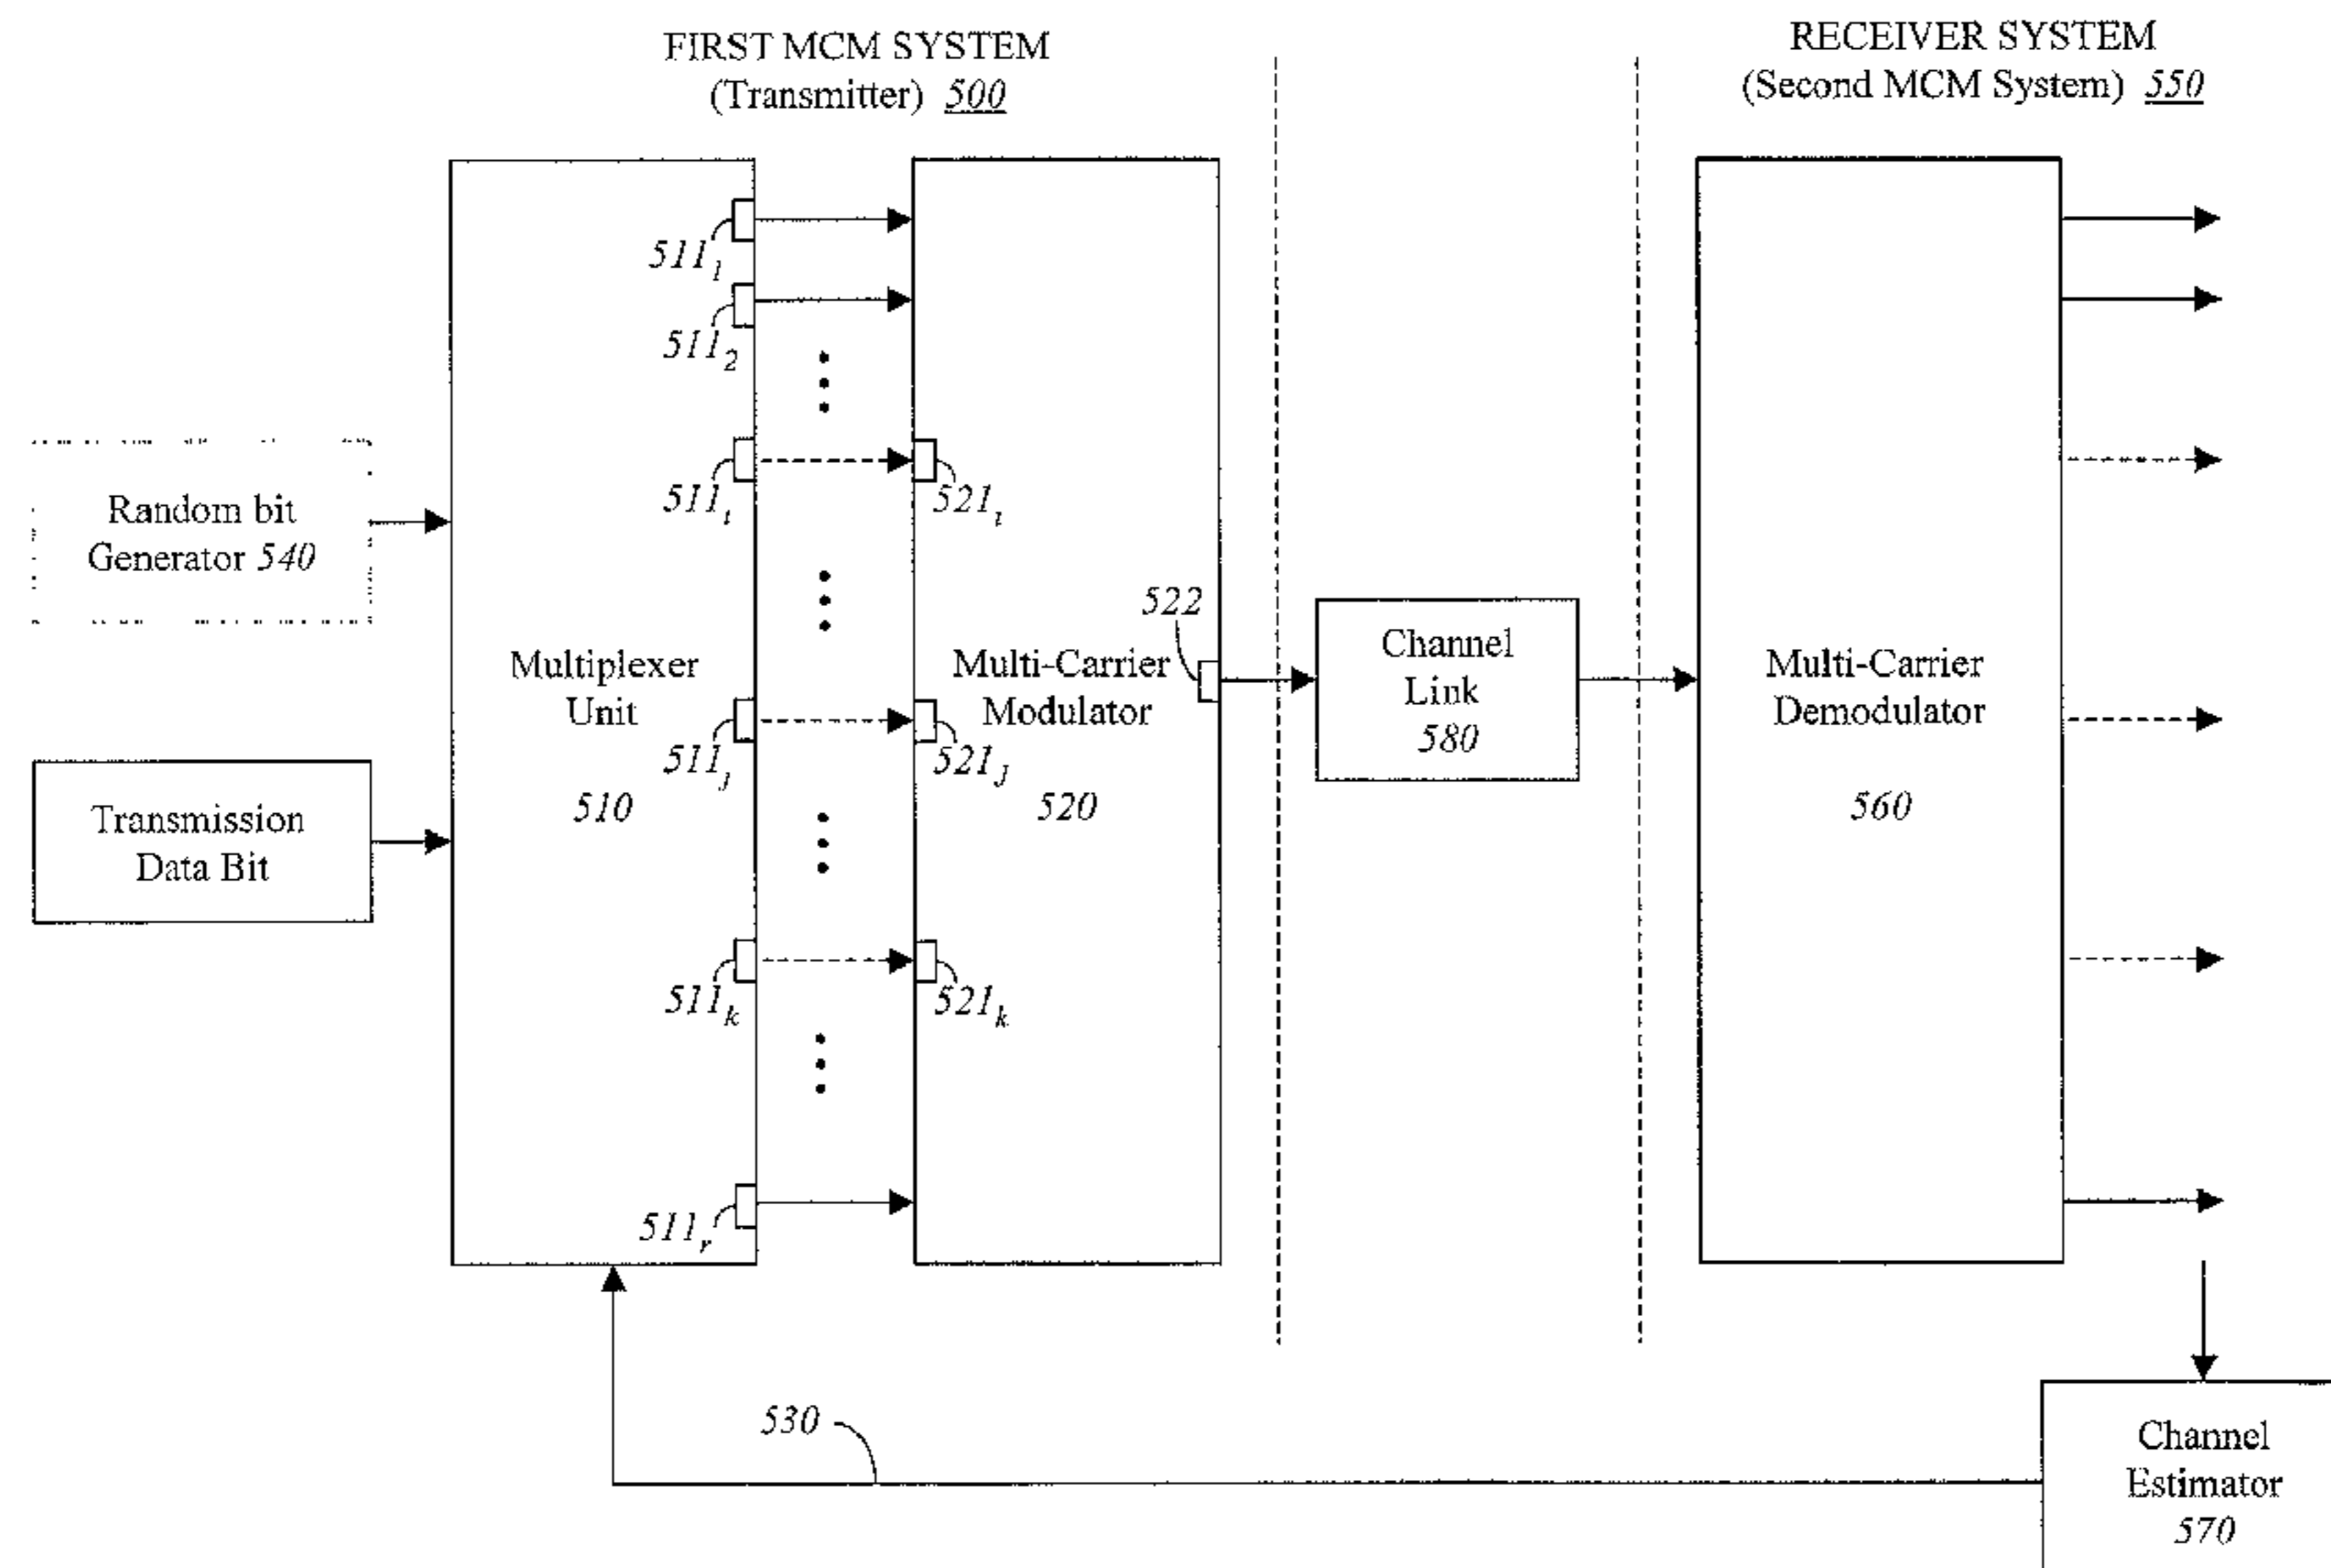 FIRST MCM SYSTEM
(Transmitter) 500
RECEIVER SYSTEM
(Second MCM System) 550
511₁
511₂
511ᵢ
521ᵢ
Random bit
Generator 540
522
Multiplexer
Unit
510
Multi-Carrier
Modulator
520
Channel
Link
580
Multi-Carrier
Demodulator
560
511ⱼ
521ⱼ
Transmission
Data Bit
511ₖ
521ₖ
511ᵣ
530
Channel
Estimator
570